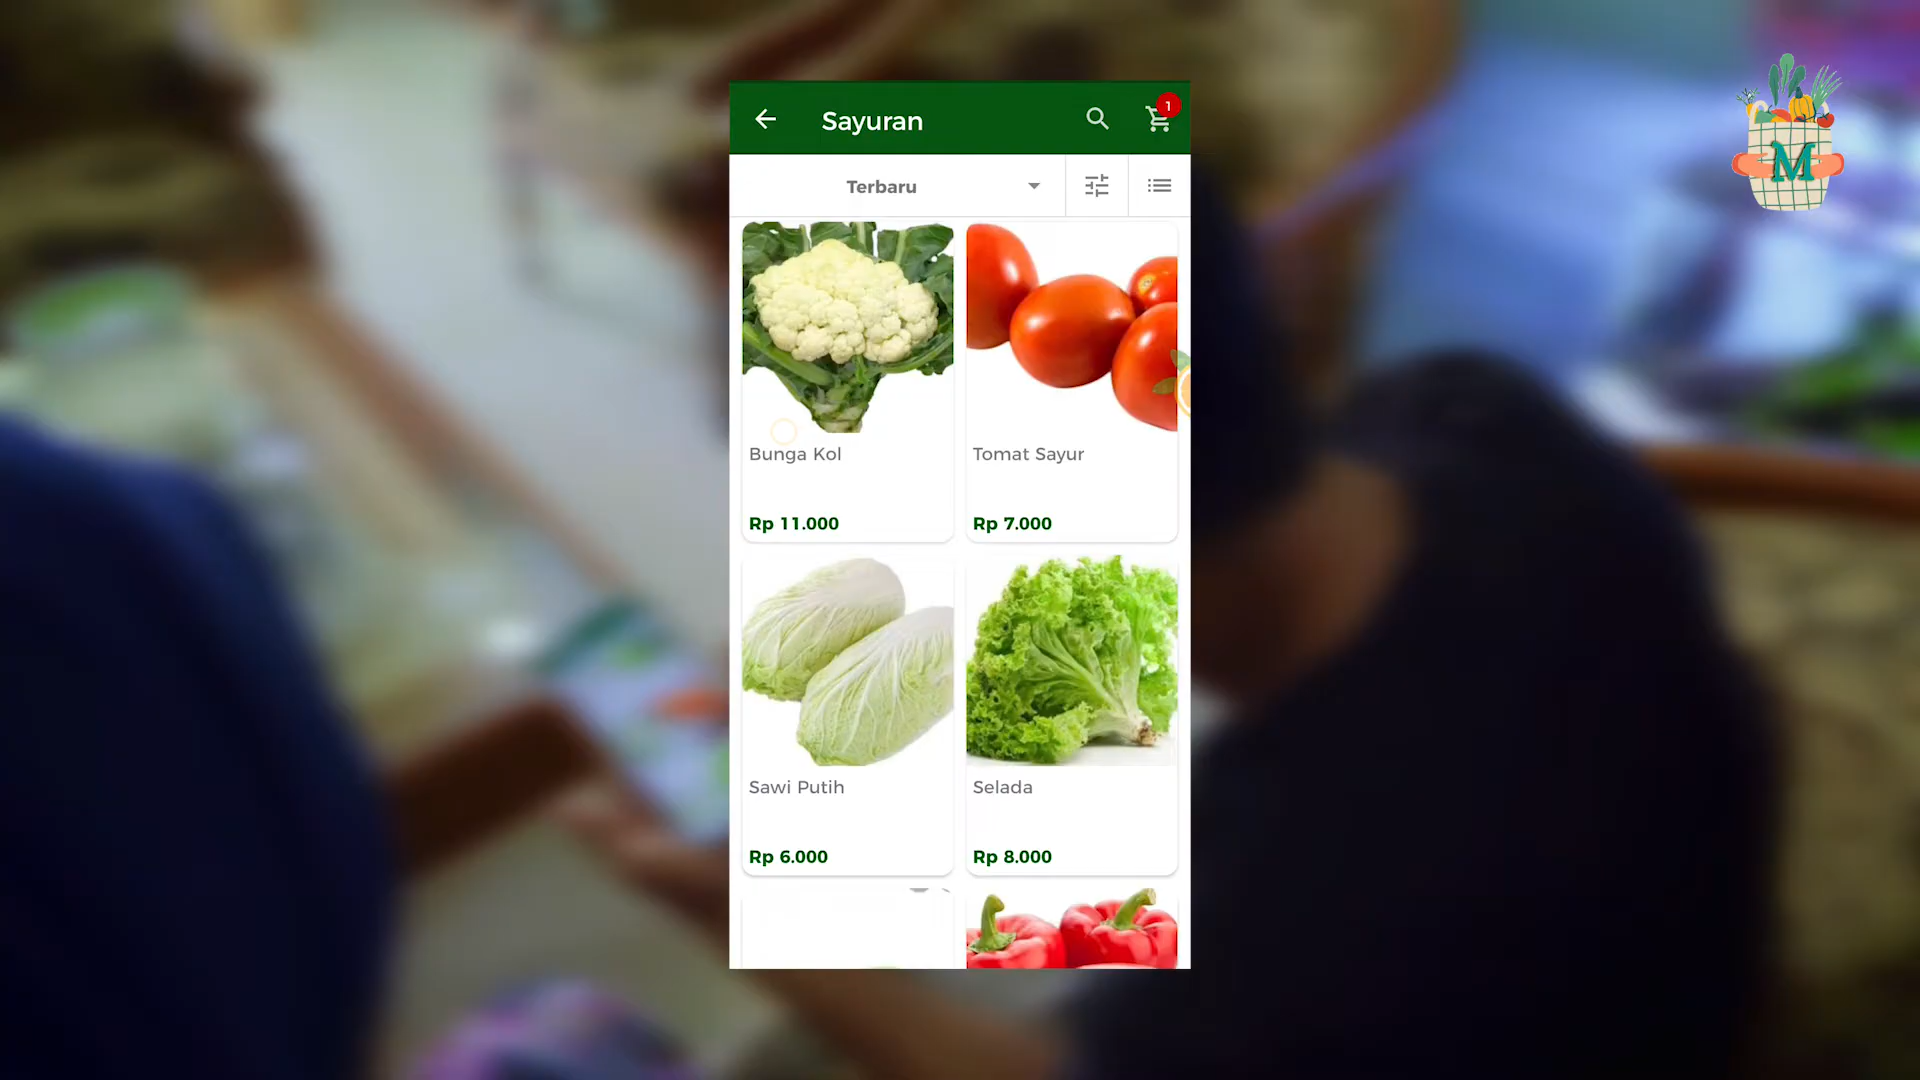 Sayuran
1
Terbaru
Bunga Kol
Tomat Sayur
Rp 11.000
Rp 7.000
Sawi Putih
Selada
Rp 6.000
Rp 8.000
M